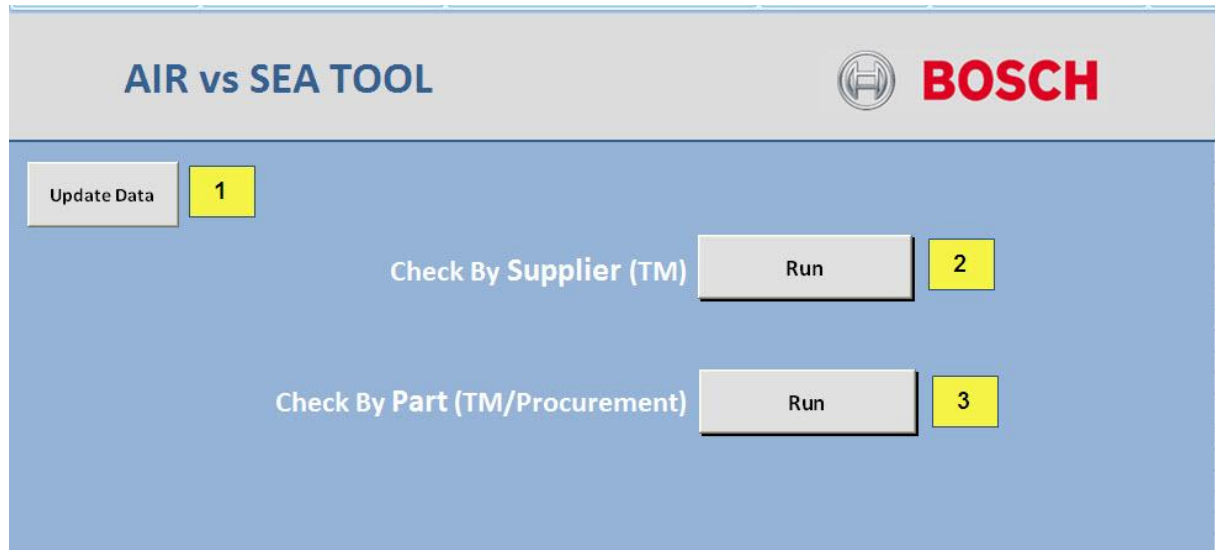 AIR vs SEA TOOL BOSCH
Update Data 1
Check By Supplier (TM) Run 2
Check By Part (TM/Procurement) Run 3